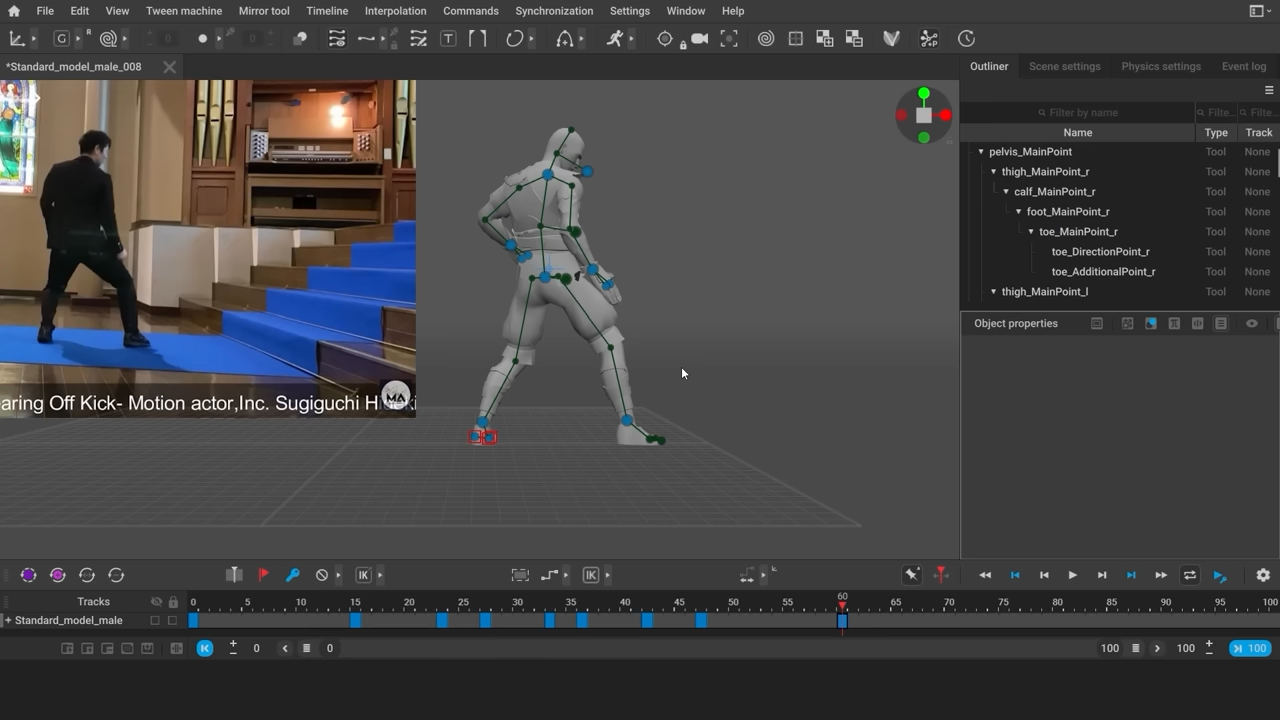 File Edit View Tween machine Mirror tool Timeline Interpolation Commands Synchronization Settings Window Help
G R 0 0 T
*Standard_model_male_008
Outliner Scene settings Physics settings Event log
Filter by name Filte... Filte...
Name Type Track
pelvis_MainPoint Tool None
thigh_MainPoint_r Tool None
calf_MainPoint_r Tool None
foot_MainPoint_r Tool None
toe_MainPoint_r Tool None
toe_DirectionPoint_r Tool None
toe_AdditionalPoint_r Tool None
thigh_MainPoint_l Tool None
Object properties
MA
aring Off Kick- Motion actor,Inc. Sugiguchi H
IK IK
Tracks 0 5 10 15 20 25 30 35 40 45 50 55 60 65 70 75 80 85 90 95 100
+ Standard_model_male
0 0 100 100 100